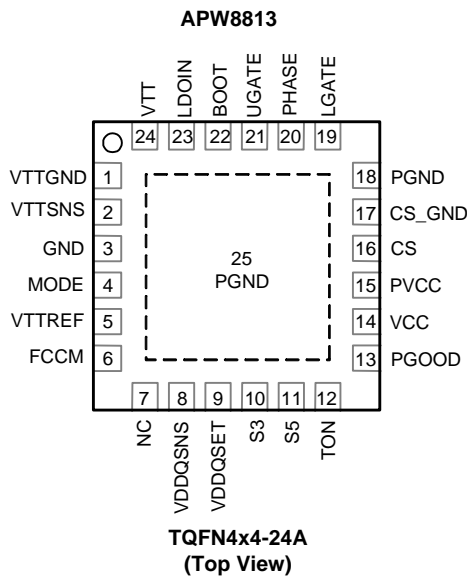 APW8813
VTT
LDOIN
BOOT
UGATE
PHASE
LGATE
24 23 22 21 20 19
VTTGND 1
VTTSNS 2
GND 3
MODE 4
VTTREF 5
FCCM 6
25
PGND
18 PGND
17 CS_GND
16 CS
15 PVCC
14 VCC
13 PGOOD
7 8 9 10 11 12
NC
VDDQSNS
VDDQSET
S3
S5
TON
TQFN4x4-24A
(Top View)